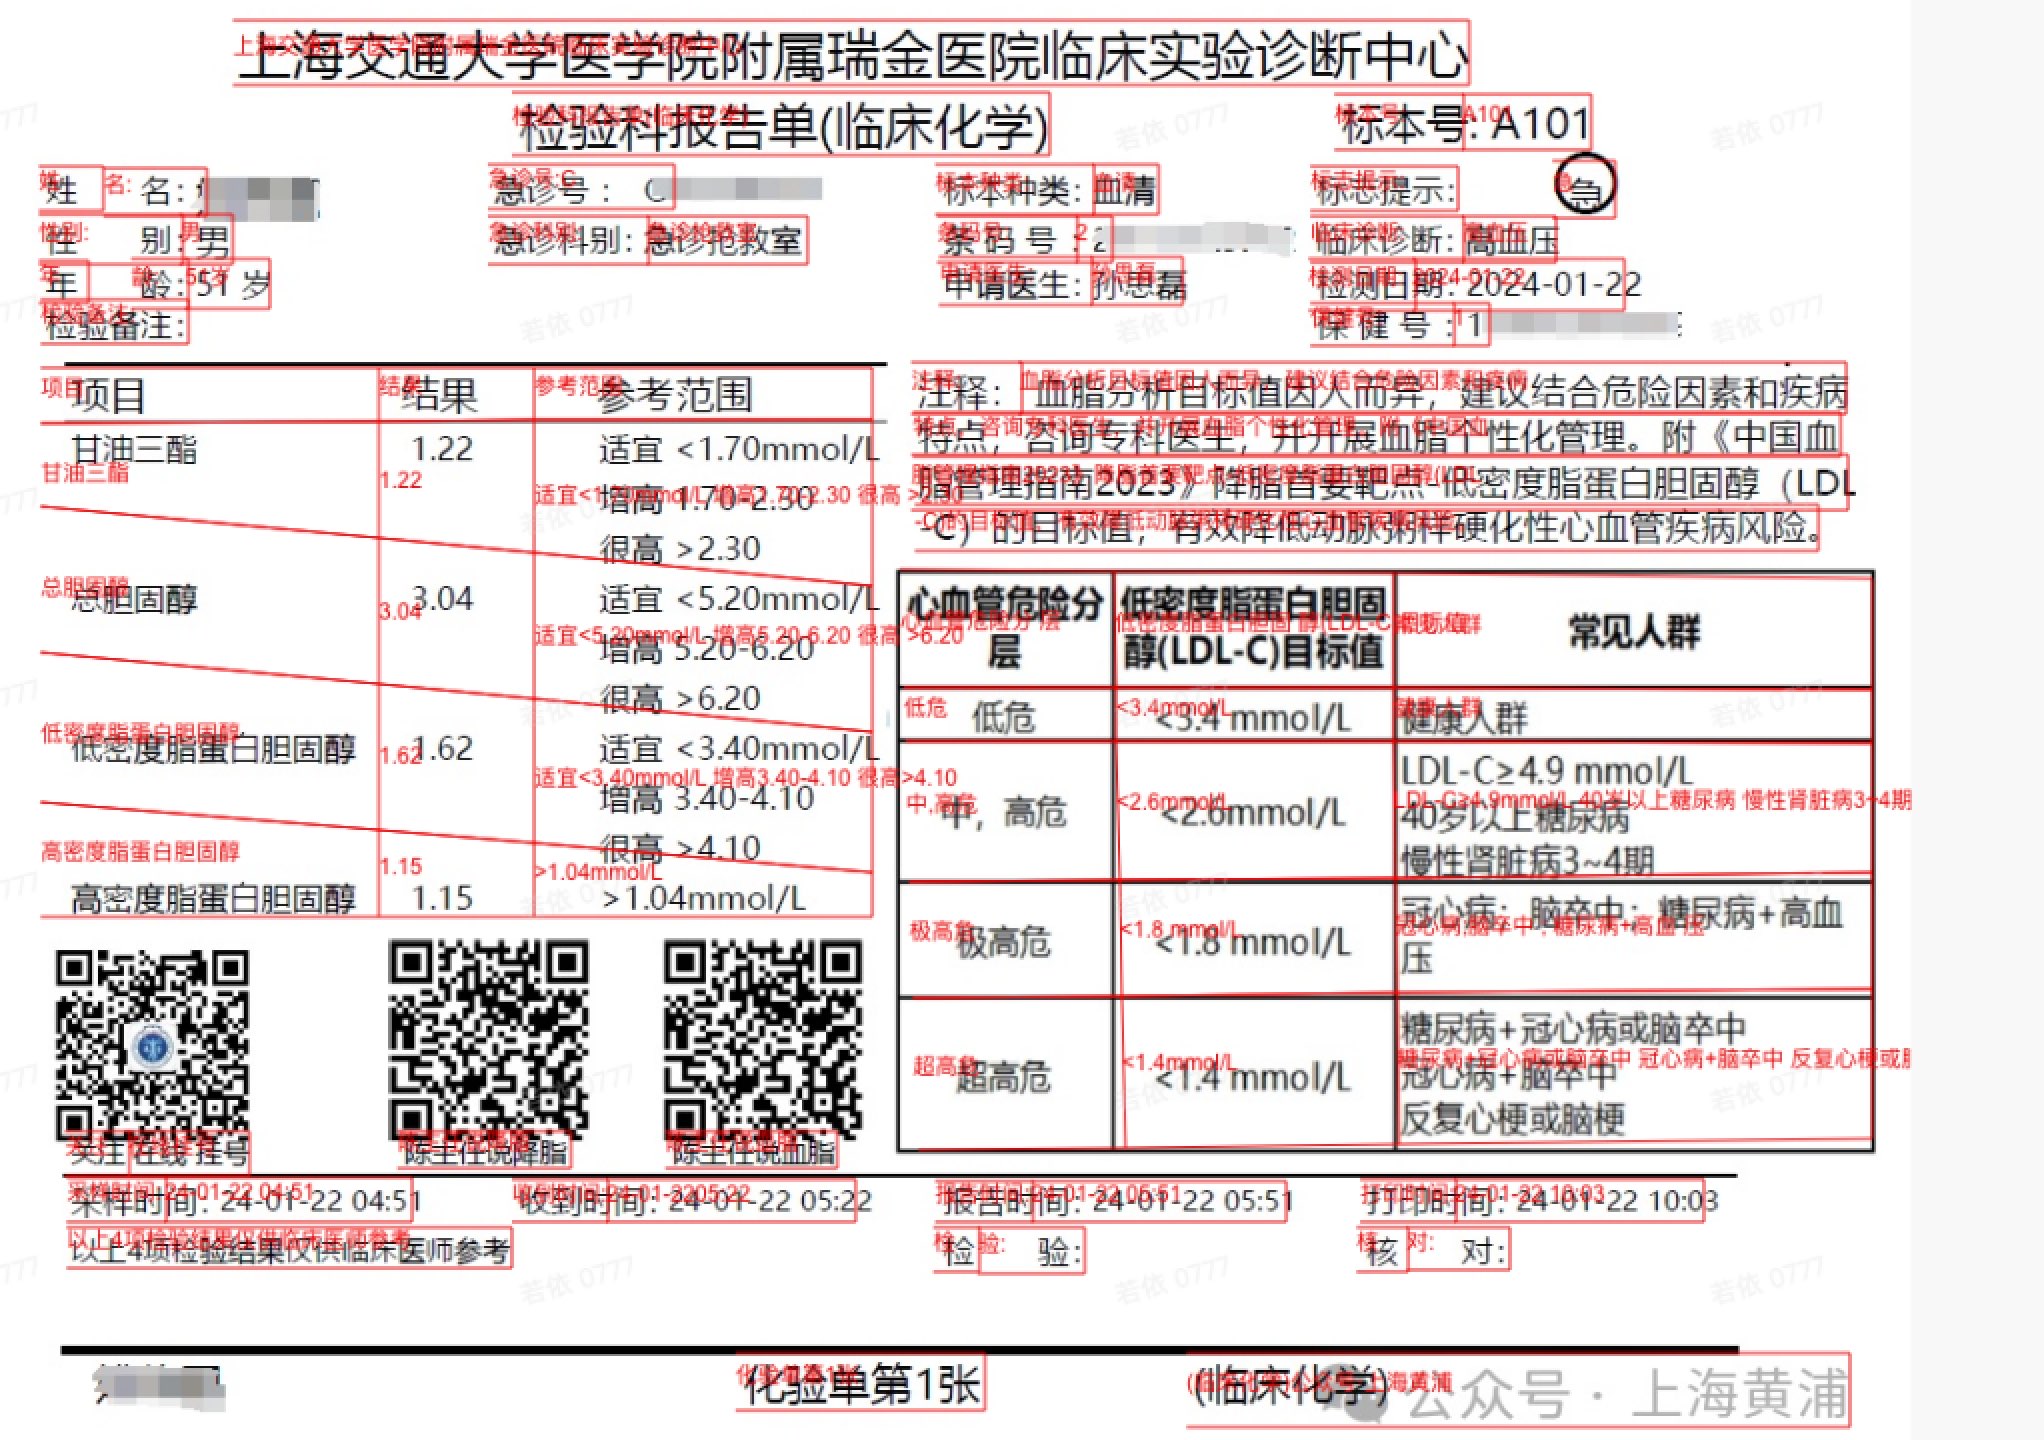 上海交通大学医学院附属瑞金医院临床实验诊断中心
检验科报告单(临床化学)
标本号: A101
姓 名:
急诊号: C
标本种类: 血清
标志提示: 急
性 别: 男
急诊科别: 急诊抢救室
条码号: 2
临床诊断: 高血压
年 龄: 51 岁
申请医生: 孙思磊
检测日期: 2024-01-22
检验备注:
保健号: 1
项目 结果 参考范围
甘油三酯 1.22 适宜 <1.70mmol/L
增高 1.70-2.30
很高 >2.30
总胆固醇 3.04 适宜 <5.20mmol/L
增高 5.20-6.20
很高 >6.20
低密度脂蛋白胆固醇 1.62 适宜 <3.40mmol/L
增高 3.40-4.10
很高 >4.10
高密度脂蛋白胆固醇 1.15 >1.04mmol/L
注释: 血脂分析目标值因人而异，建议结合危险因素和疾病
特点，咨询专科医生，并开展血脂个性化管理。附《中国血
脂管理指南2023》降脂首要靶点-低密度脂蛋白胆固醇（LDL
-C）的目标值，有效降低动脉粥样硬化性心血管疾病风险。
心血管危险分层 低密度脂蛋白胆固醇(LDL-C)目标值 常见人群
低危 <3.4 mmol/L 健康人群
中，高危 <2.6mmol/L LDL-C≥4.9 mmol/L
40岁以上糖尿病
慢性肾脏病3~4期
极高危 <1.8 mmol/L 冠心病；脑卒中；糖尿病+高血
压
超高危 <1.4 mmol/L 糖尿病+冠心病或脑卒中
冠心病+脑卒中
反复心梗或脑梗
关注 在线 挂号
陈主任说降脂
陈主任说血脂
采样时间: 24-01-22 04:51
收到时间: 24-01-22 05:22
报告时间: 24-01-22 05:51
打印时间: 24-01-22 10:03
以上4项检验结果仅供临床医师参考
检 验:
核 对:
化验单第1张
(临床化学)
公众号 · 上海黄浦
若依 0777